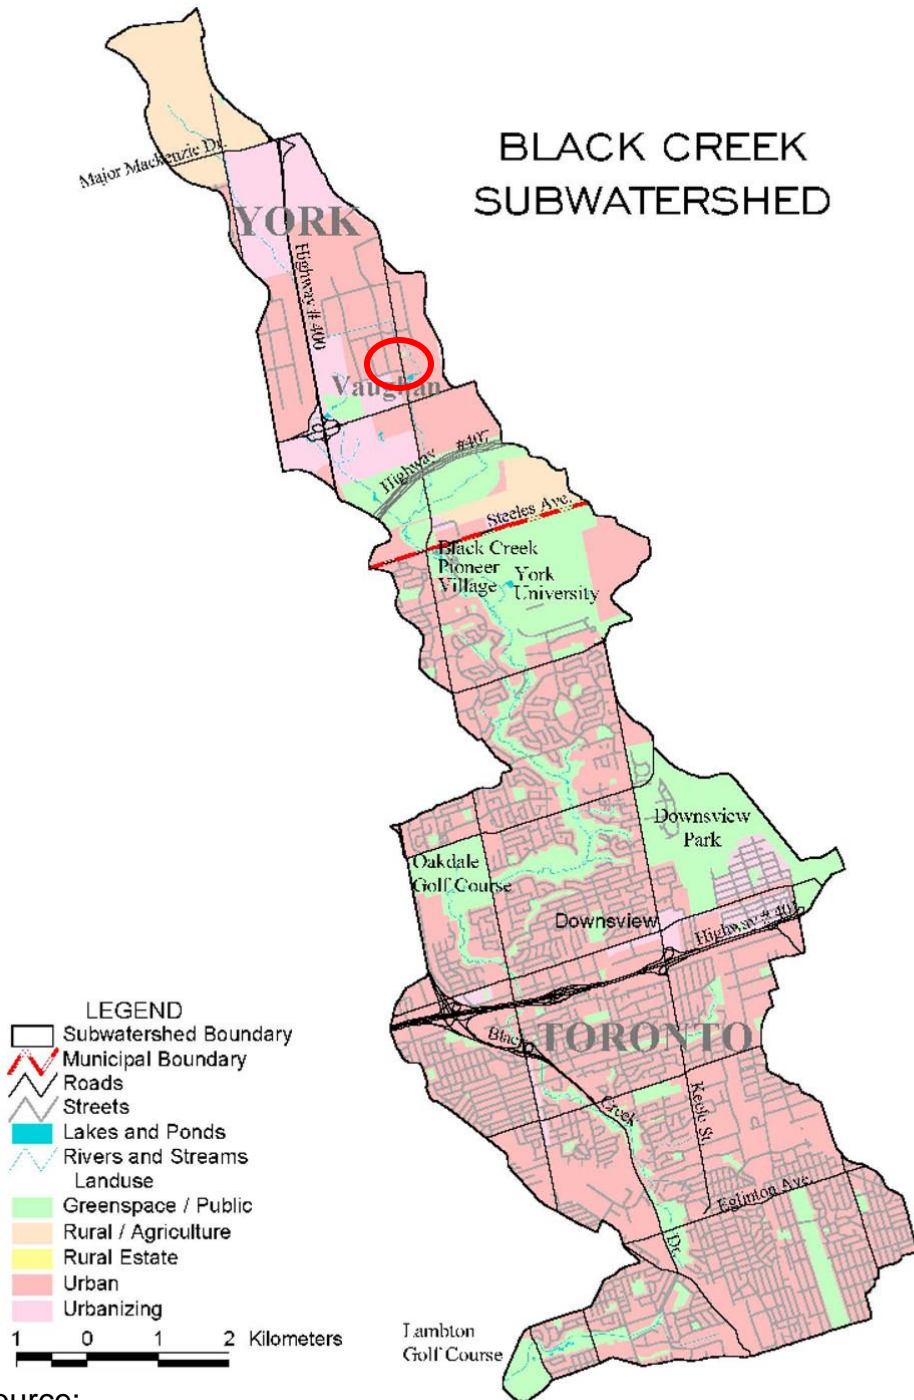 BLACK CREEK
SUBWATERSHED
Major Mackenzie Dr.
YORK
Highway # 400
Vaughan
Highway #407
Steeles Ave.
Black Creek
Pioneer
Village
York
University
Downsview
Park
Oakdale
Golf Course
Downsview
Highway # 401
TORONTO
Black
Creek
Dr.
Keele St.
Eglinton Ave.
LEGEND
Subwatershed Boundary
Municipal Boundary
Roads
Streets
Lakes and Ponds
Rivers and Streams
Landuse
Greenspace / Public
Rural / Agriculture
Rural Estate
Urban
Urbanizing
1 0 1 2 Kilometers
Lambton
Golf Course